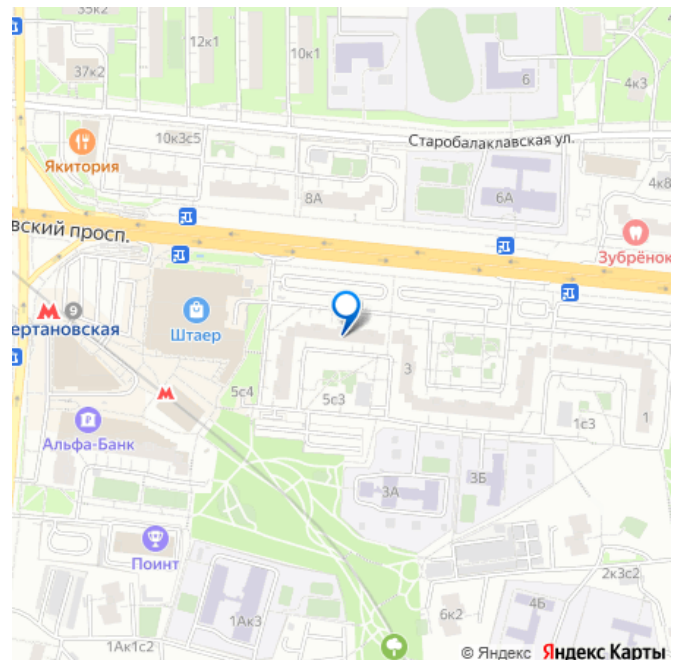 35к2
12к1
10к1
37к2
6
4к3
Якитория
10к3с5
Старобалаклавская ул.
8А
6А
4к8
вский просп.
Зубрёнок
9
ертановская
Штаер
3
5с4
5с3
1
1с3
Альфа-Банк
3А
3Б
Поинт
2к3с2
1Ак3
6к2
4Б
1Ак1с2
© Яндекс Яндекс Карты